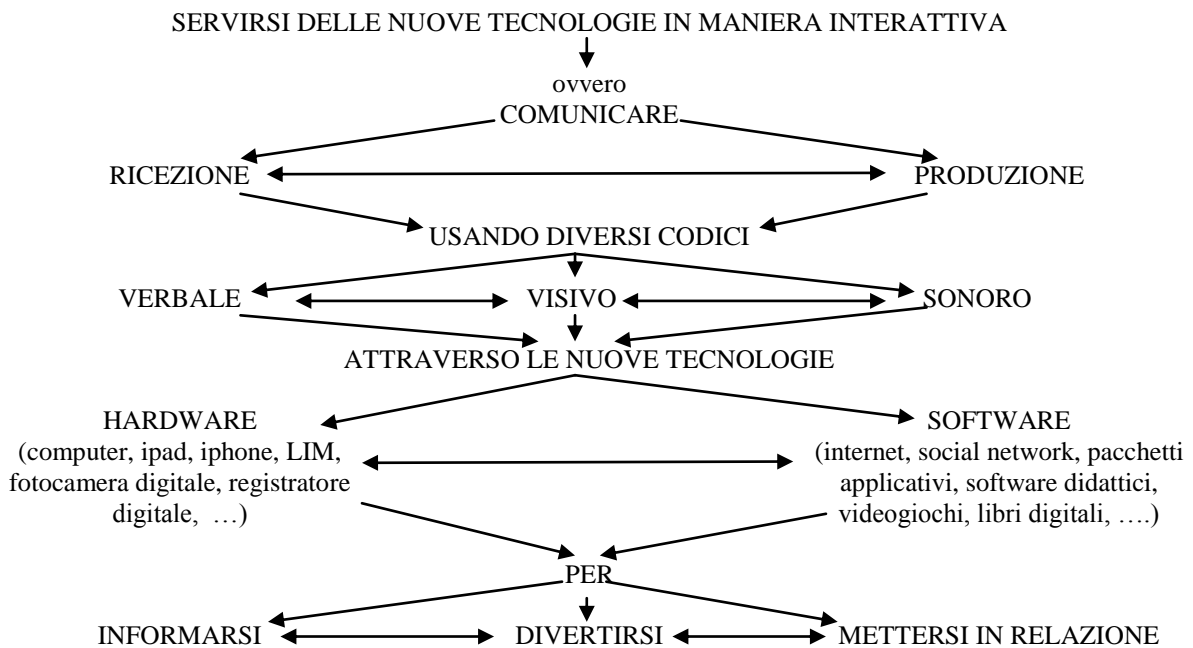 SERVIRSI DELLE NUOVE TECNOLOGIE IN MANIERA INTERATTIVA
ovvero
COMUNICARE
RICEZIONE PRODUZIONE
USANDO DIVERSI CODICI
VERBALE VISIVO SONORO
ATTRAVERSO LE NUOVE TECNOLOGIE
HARDWARE
(computer, ipad, iphone, LIM,
fotocamera digitale, registratore
digitale, …)
SOFTWARE
(internet, social network, pacchetti
applicativi, software didattici,
videogiochi, libri digitali, ….)
PER
INFORMARSI DIVERTIRSI METTERSI IN RELAZIONE